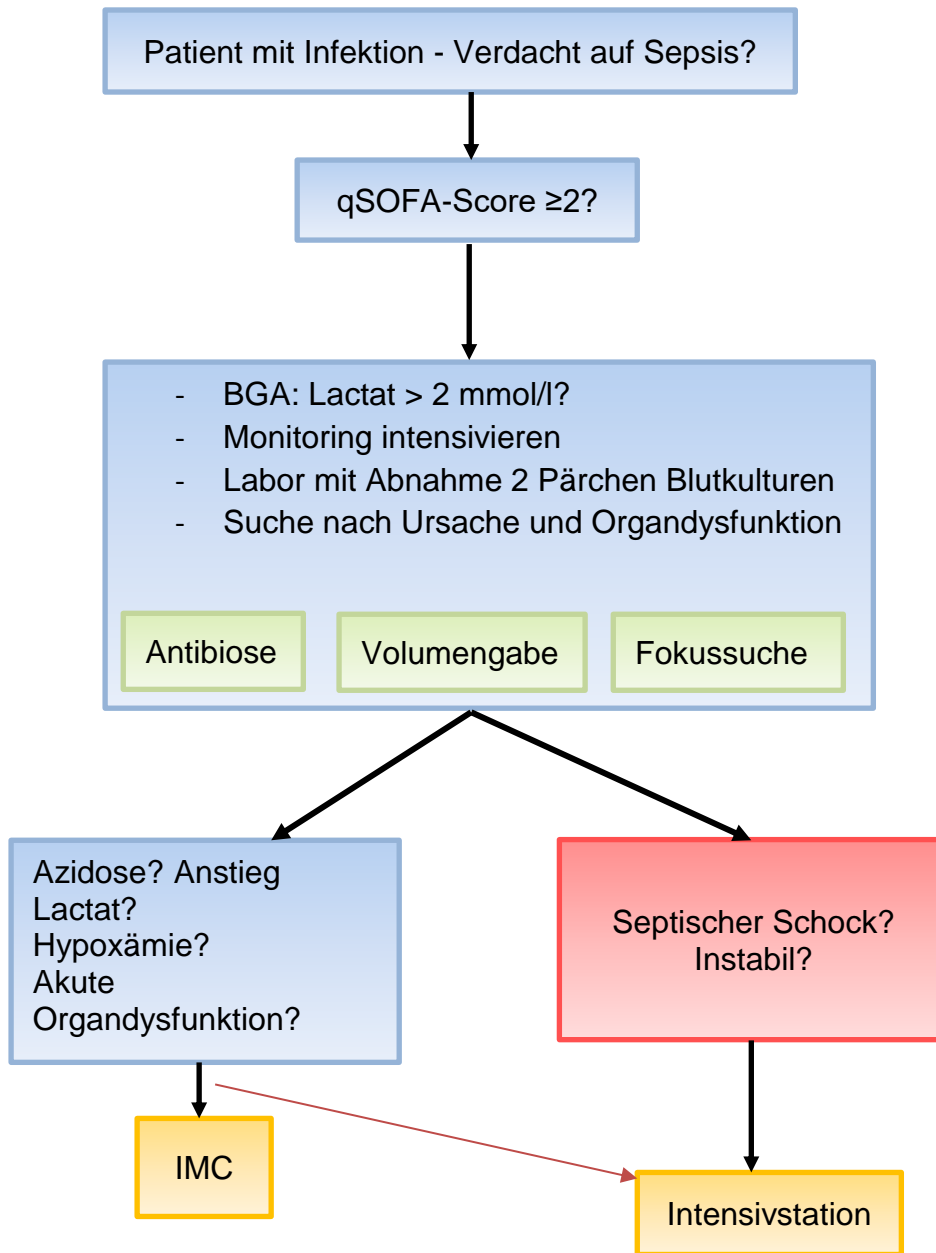 Patient mit Infektion - Verdacht auf Sepsis?
qSOFA-Score ≥2?
- BGA: Lactat > 2 mmol/l?
- Monitoring intensivieren
- Labor mit Abnahme 2 Pärchen Blutkulturen
- Suche nach Ursache und Organdysfunktion
Antibiose
Volumengabe
Fokussuche
Azidose? Anstieg
Lactat?
Hypoxämie?
Akute
Organdysfunktion?
Septischer Schock?
Instabil?
IMC
Intensivstation